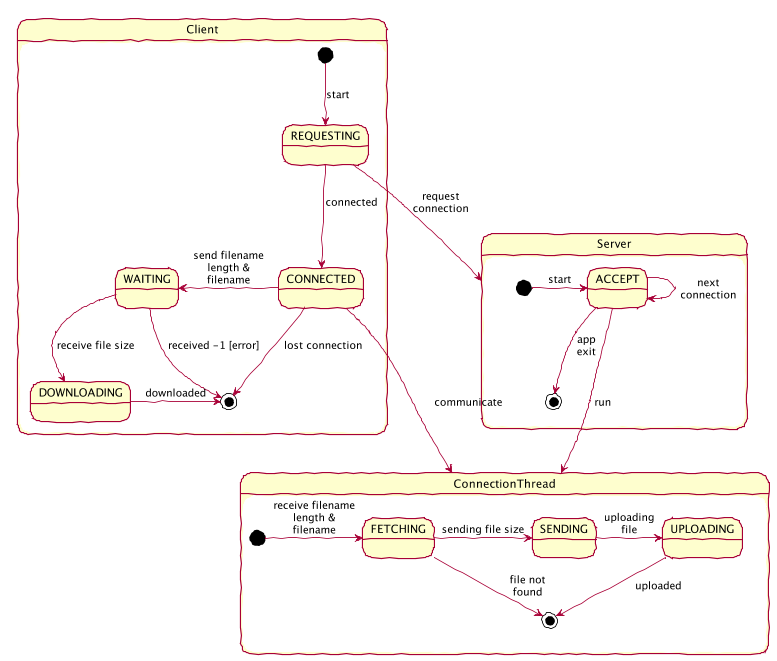 Client
start
REQUESTING
connected
request
connection
send filename
length &
filename
WAITING
CONNECTED
receive file size
received -1 [error]
lost connection
DOWNLOADING
downloaded
communicate
Server
start
ACCEPT
next
connection
app
exit
run
ConnectionThread
receive filename
length &
filename
FETCHING
sending file size
SENDING
uploading
file
UPLOADING
file not
found
uploaded